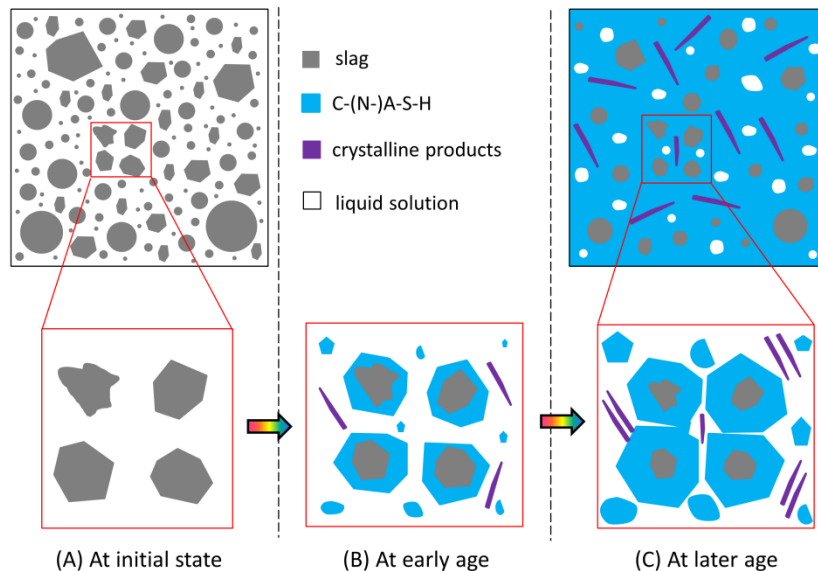 slag
C-(N-)A-S-H
crystalline products
liquid solution
(A) At initial state
(B) At early age
(C) At later age